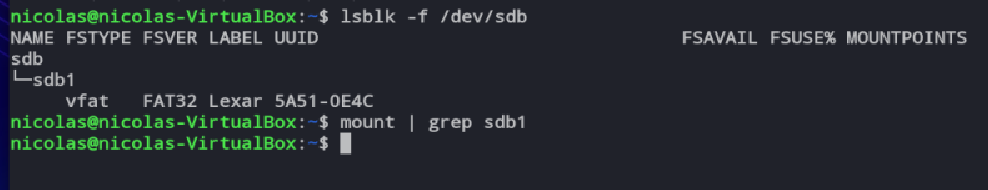 nicolas@nicolas-VirtualBox:~$ lsblk -f /dev/sdb
NAME FSTYPE FSVER LABEL UUID                                 FSAVAIL FSUSE% MOUNTPOINTS
sdb
└─sdb1
     vfat   FAT32 Lexar 5A51-0E4C
nicolas@nicolas-VirtualBox:~$ mount | grep sdb1
nicolas@nicolas-VirtualBox:~$